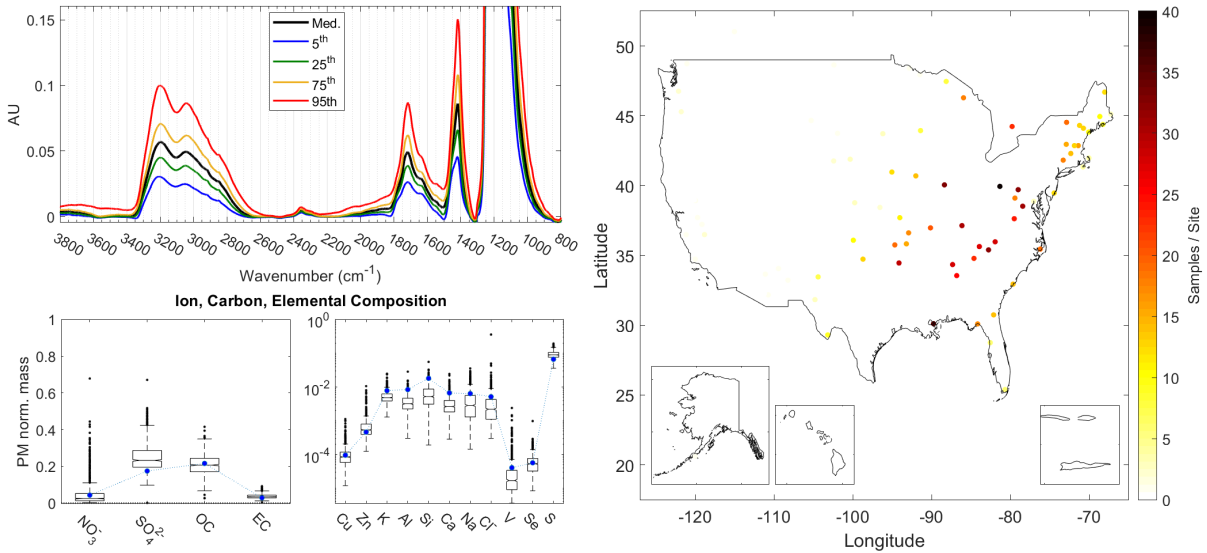 0.15
0.1
0.05
0
AU
Med.
5th
25th
75th
95th
3800 3600 3400 3200 3000 2800 2600 2400 2200 2000 1800 1600 1400 1200 1000 800
Wavenumber (cm-1)
Ion, Carbon, Elemental Composition
PM norm. mass
1
0.8
0.6
0.4
0.2
0
NO3- SO42- OC EC
100
10-2
10-4
Cu Zn K Al Si Ca Na Cl- V Se S
Latitude
50
45
40
35
30
25
20
-120 -110 -100 -90 -80 -70
Longitude
40
35
30
25
20
15
10
5
0
Samples / Site